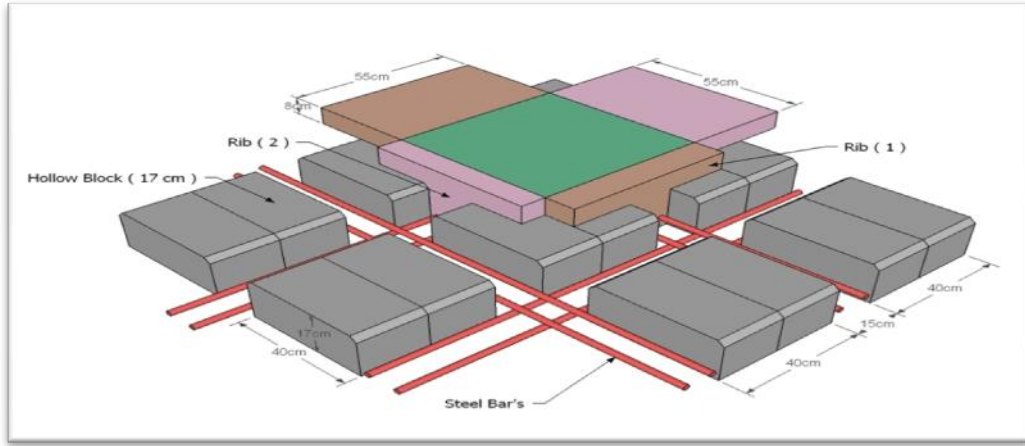 55cm
55cm
8cm
Rib ( 2 )
Rib ( 1 )
Hollow Block ( 17 cm )
40cm
15cm
17cm
40cm
40cm
Steel Bar's